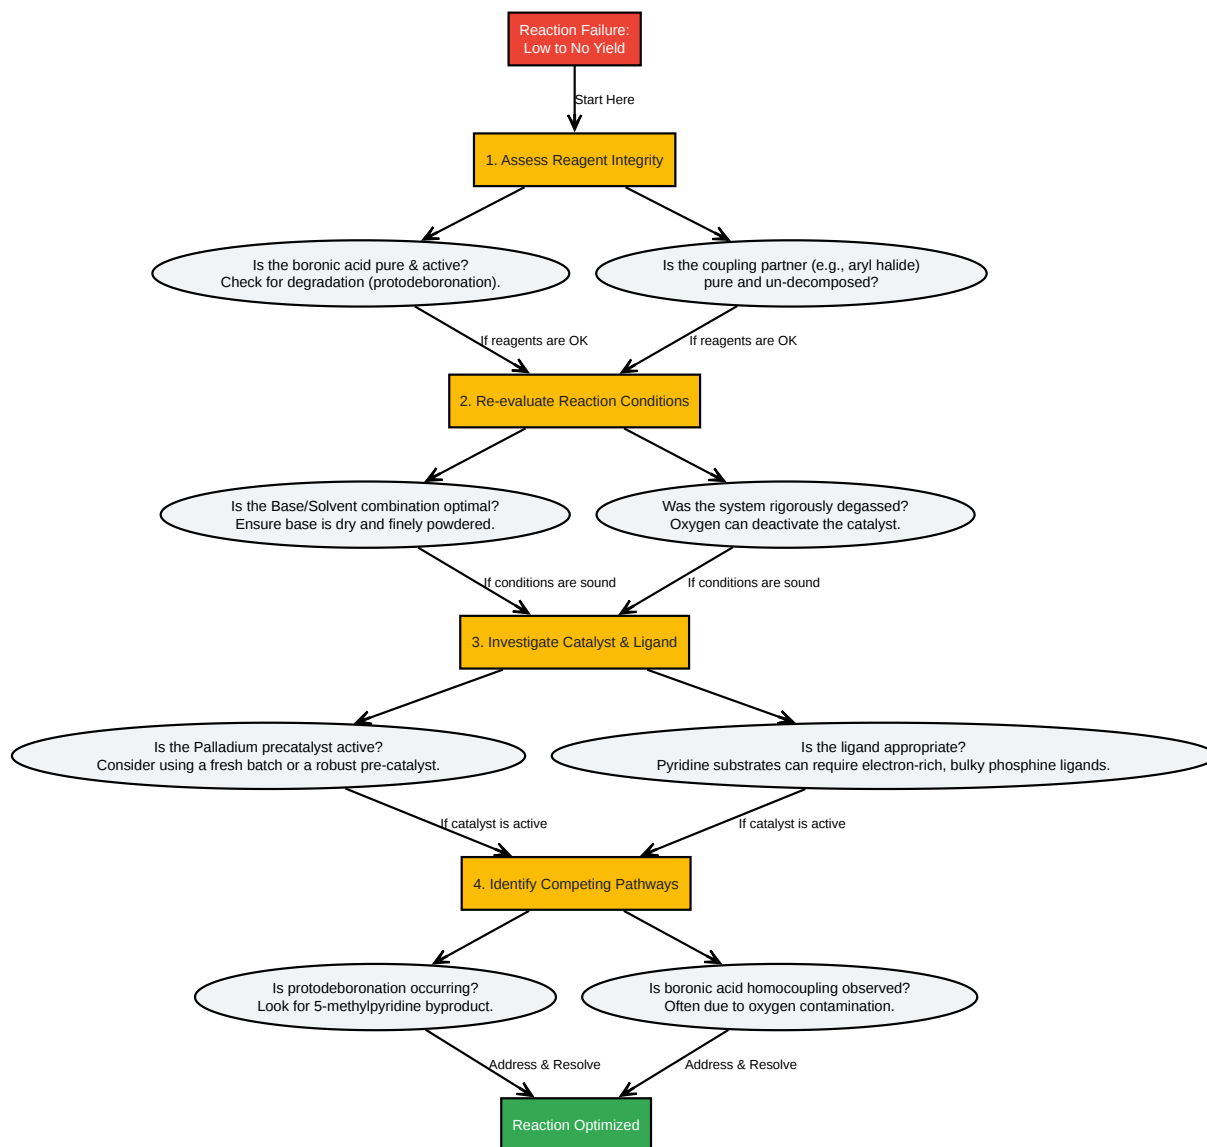 Reaction Failure:
Low to No Yield
Start Here
1. Assess Reagent Integrity
Is the boronic acid pure & active?
Check for degradation (protodeboronation).
Is the coupling partner (e.g., aryl halide)
pure and un-decomposed?
If reagents are OK
If reagents are OK
2. Re-evaluate Reaction Conditions
Is the Base/Solvent combination optimal?
Ensure base is dry and finely powdered.
Was the system rigorously degassed?
Oxygen can deactivate the catalyst.
If conditions are sound
If conditions are sound
3. Investigate Catalyst & Ligand
Is the Palladium precatalyst active?
Consider using a fresh batch or a robust pre-catalyst.
Is the ligand appropriate?
Pyridine substrates can require electron-rich, bulky phosphine ligands.
If catalyst is active
If catalyst is active
4. Identify Competing Pathways
Is protodeboronation occurring?
Look for 5-methylpyridine byproduct.
Is boronic acid homocoupling observed?
Often due to oxygen contamination.
Address & Resolve
Address & Resolve
Reaction Optimized